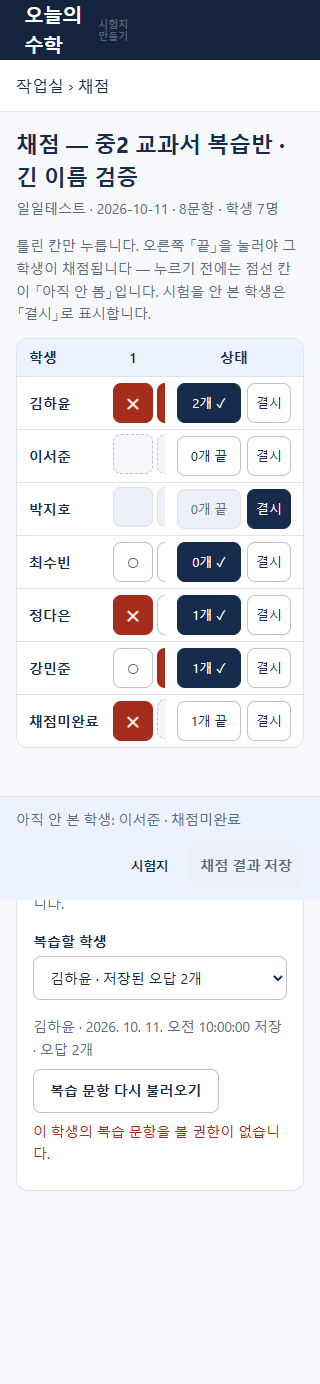 오늘의
수학
시험지
만들기
작업실 › 채점
채점 — 중2 교과서 복습반 ·
긴 이름 검증
일일테스트 · 2026-10-11 · 8문항 · 학생 7명
틀린 칸만 누릅니다. 오른쪽 「끝」을 눌러야 그
학생이 채점됩니다 — 누르기 전에는 점선 칸
이 「아직 안 봄」입니다. 시험을 안 본 학생은
「결시」로 표시합니다.
학생 1 상태
김하윤 ✕ 2개 ✓ 결시
이서준 0개 끝 결시
박지호 0개 끝 결시
최수빈 ○ 0개 ✓ 결시
정다은 ✕ 1개 ✓ 결시
강민준 ○ 1개 ✓ 결시
채점미완료 ✕ 1개 끝 결시
아직 안 본 학생: 이서준 · 채점미완료
시험지 채점 결과 저장
니다.
복습할 학생
김하윤 · 저장된 오답 2개
김하윤 · 2026. 10. 11. 오전 10:00:00 저장
· 오답 2개
복습 문항 다시 불러오기
이 학생의 복습 문항을 볼 권한이 없습니
다.